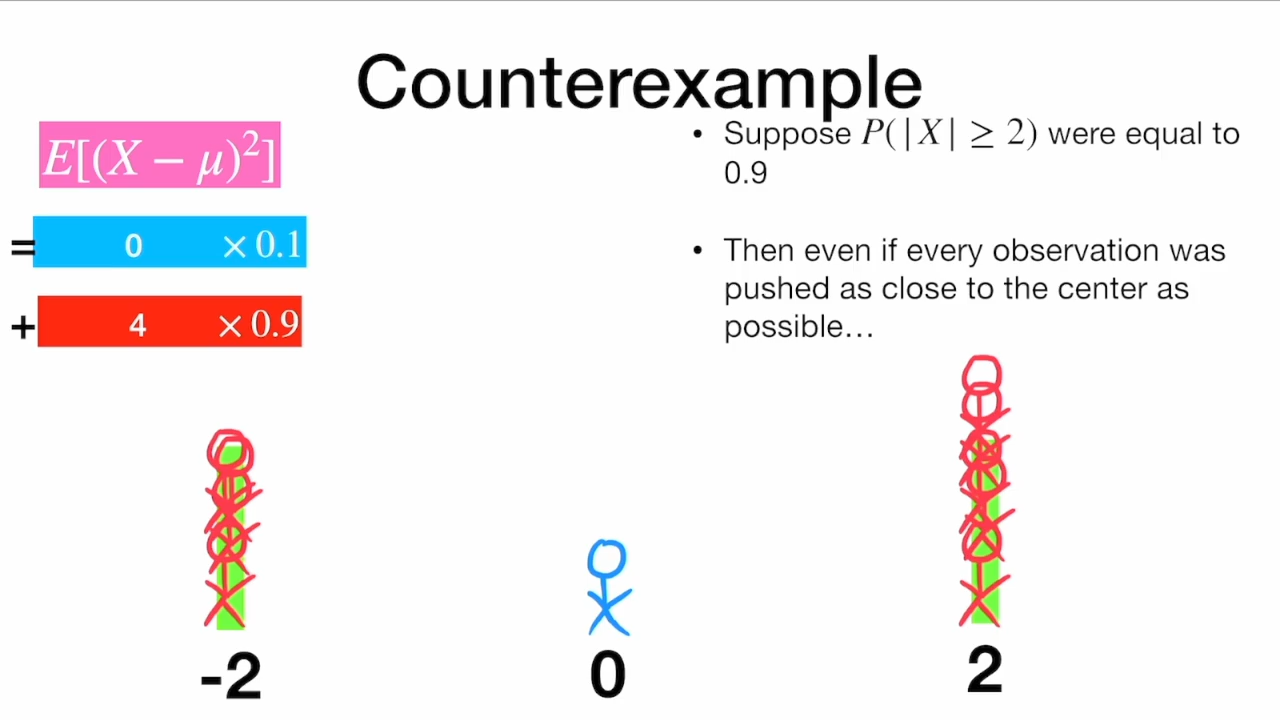 Counterexample
E[(X − μ)²]
= 0 × 0.1
+ 4 × 0.9
• Suppose P(|X| ≥ 2) were equal to
0.9
• Then even if every observation was
pushed as close to the center as
possible…
-2
0
2